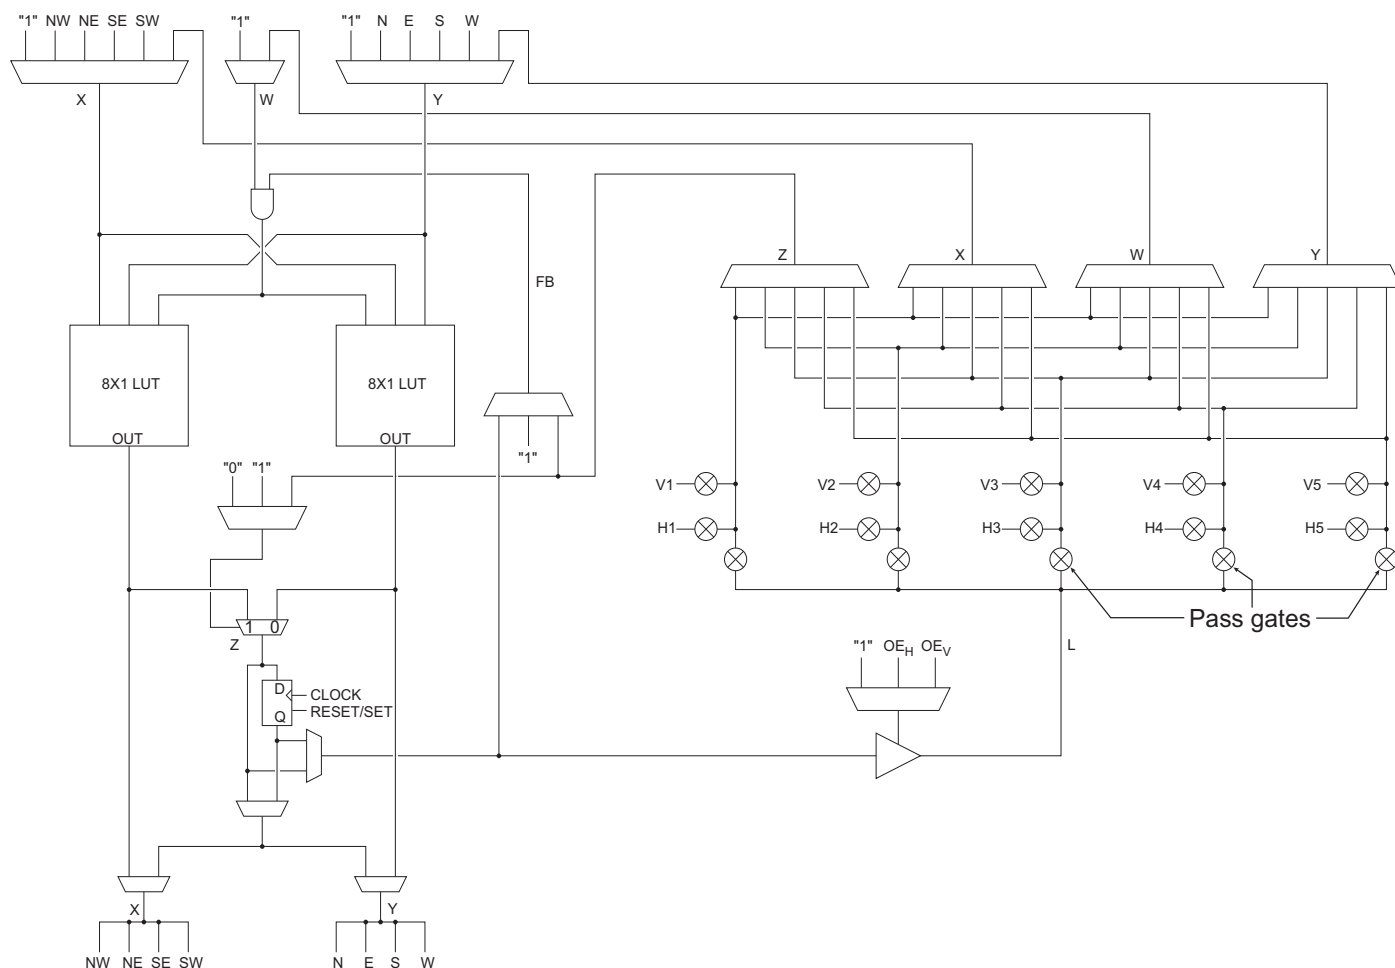 "1" NW NE SE SW
"1"
"1" N E S W
X
W
Y
Z
X
W
Y
FB
8X1 LUT
8X1 LUT
OUT
OUT
"1"
"0" "1"
V1
V2
V3
V4
V5
H1
H2
H3
H4
H5
Pass gates
1 0
Z
"1" OEH OEV
L
D
CLOCK
RESET/SET
Q
X
Y
NW NE SE SW
N E S W